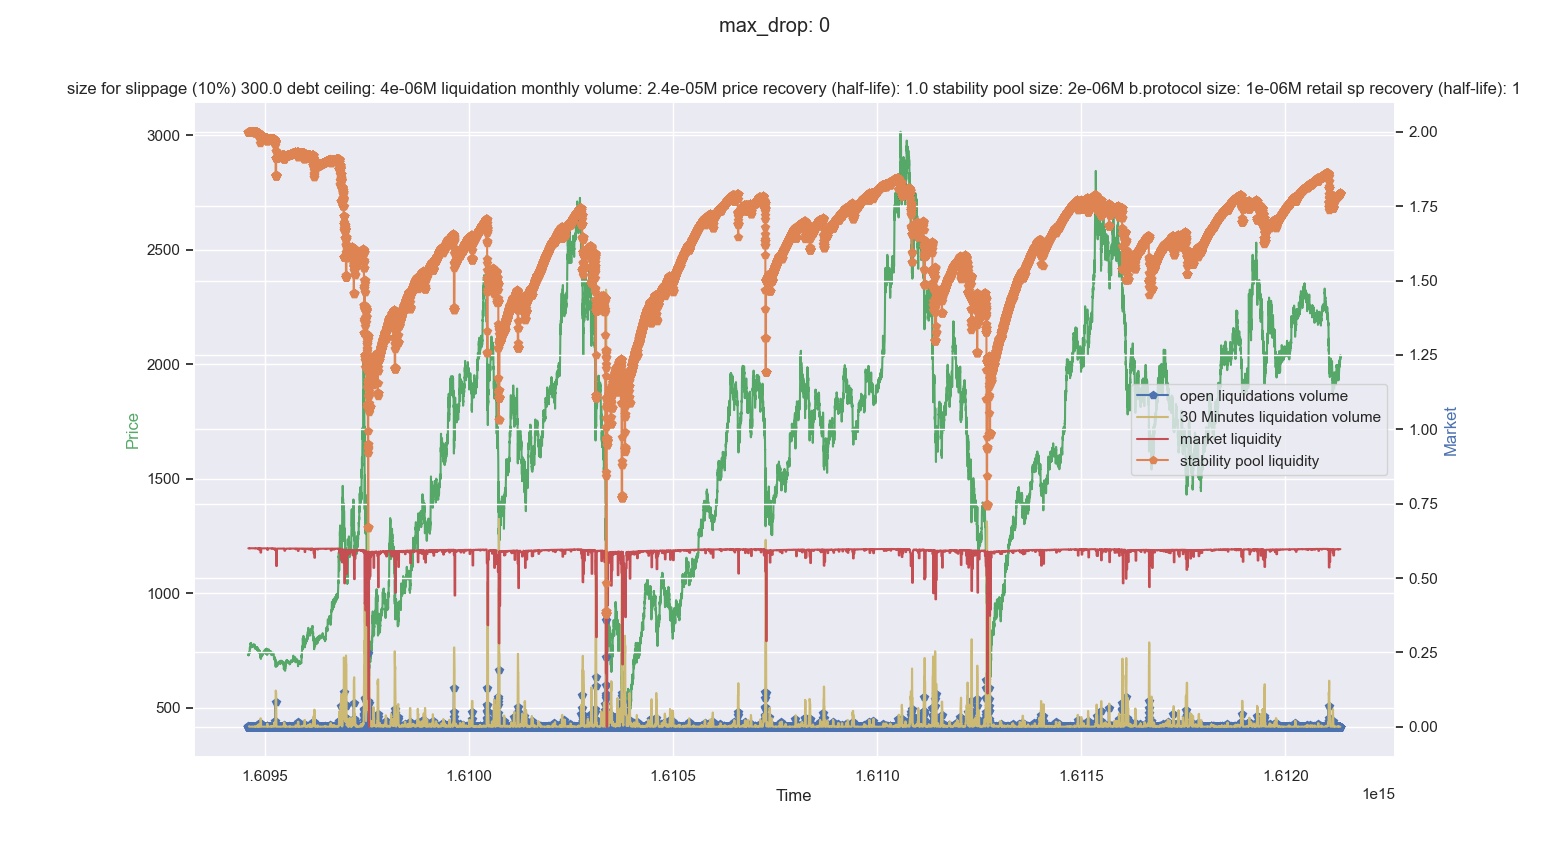 max_drop: 0
size for slippage (10%) 300.0 debt ceiling: 4e-06M liquidation monthly volume: 2.4e-05M price recovery (half-life): 1.0 stability pool size: 2e-06M b.protocol size: 1e-06M retail sp recovery (half-life): 1
3000
2500
2000
1500
1000
500
Price
2.00
1.75
1.50
1.25
1.00
0.75
0.50
0.25
0.00
Market
open liquidations volume
30 Minutes liquidation volume
market liquidity
stability pool liquidity
1.6095
1.6100
1.6105
1.6110
1.6115
1.6120
Time
1e15